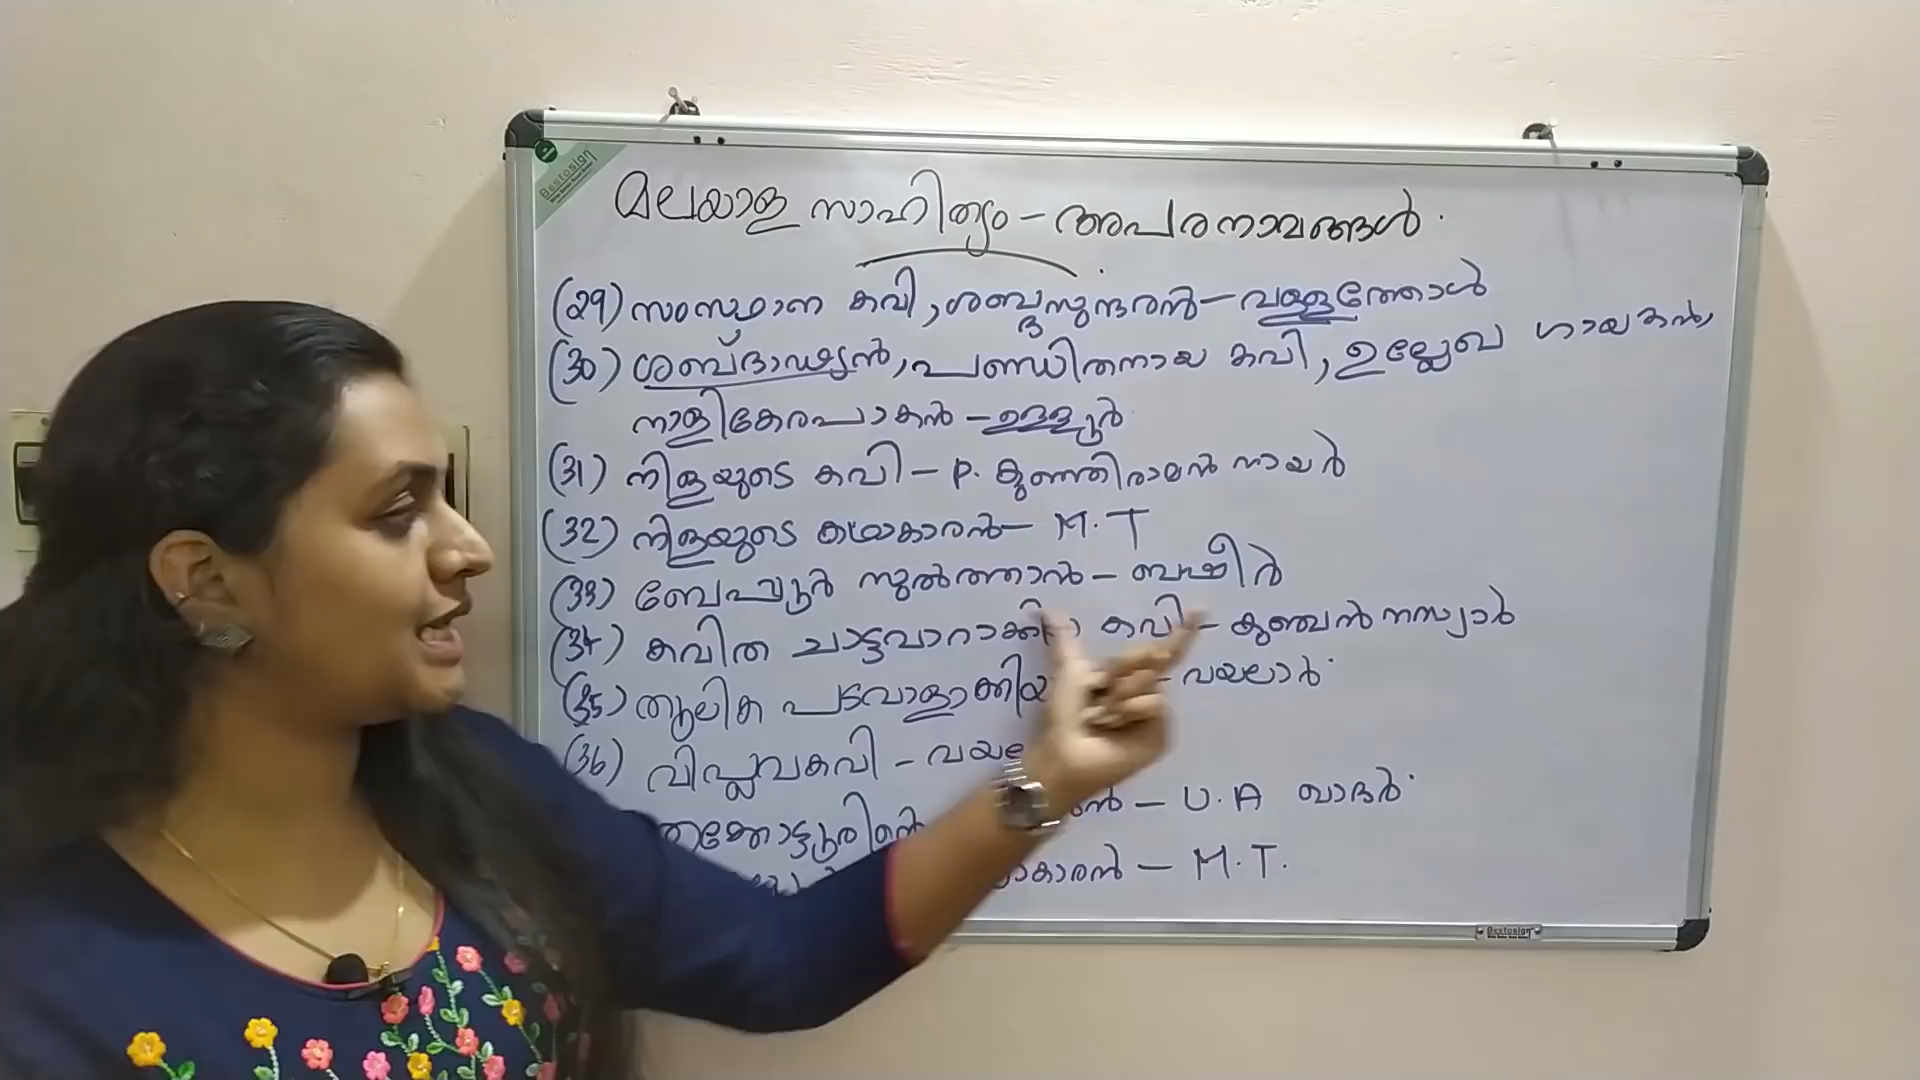 Bestosign
മലയാള സാഹിത്യം - അപരനാമങ്ങൾ.
(29) സംസ്ഥാന കവി, ശബ്ദസുന്ദരൻ - വള്ളത്തോൾ
(30) ശബ്ദാഢ്യൻ, പണ്ഡിതനായ കവി, ഉല്ലേഖ ഗായകൻ,
നാളികേരപാകൻ - ഉള്ളൂർ
(31) നിളയുടെ കവി - P. കുഞ്ഞിരാമൻ നായർ
(32) നിളയുടെ കഥാകാരൻ - M.T
(33) ബേപ്പൂർ സുൽത്താൻ - ബഷീർ
(34) കവിത ചാട്ടവാറാക്കിയ കവി - കുഞ്ചൻ നമ്പ്യാർ
(35) തൂലിക പടവാളാക്കിയ - വയലാർ
(36) വിപ്ലവകവി -
- U.A ഖാദർ
- M.T.
Bestosign